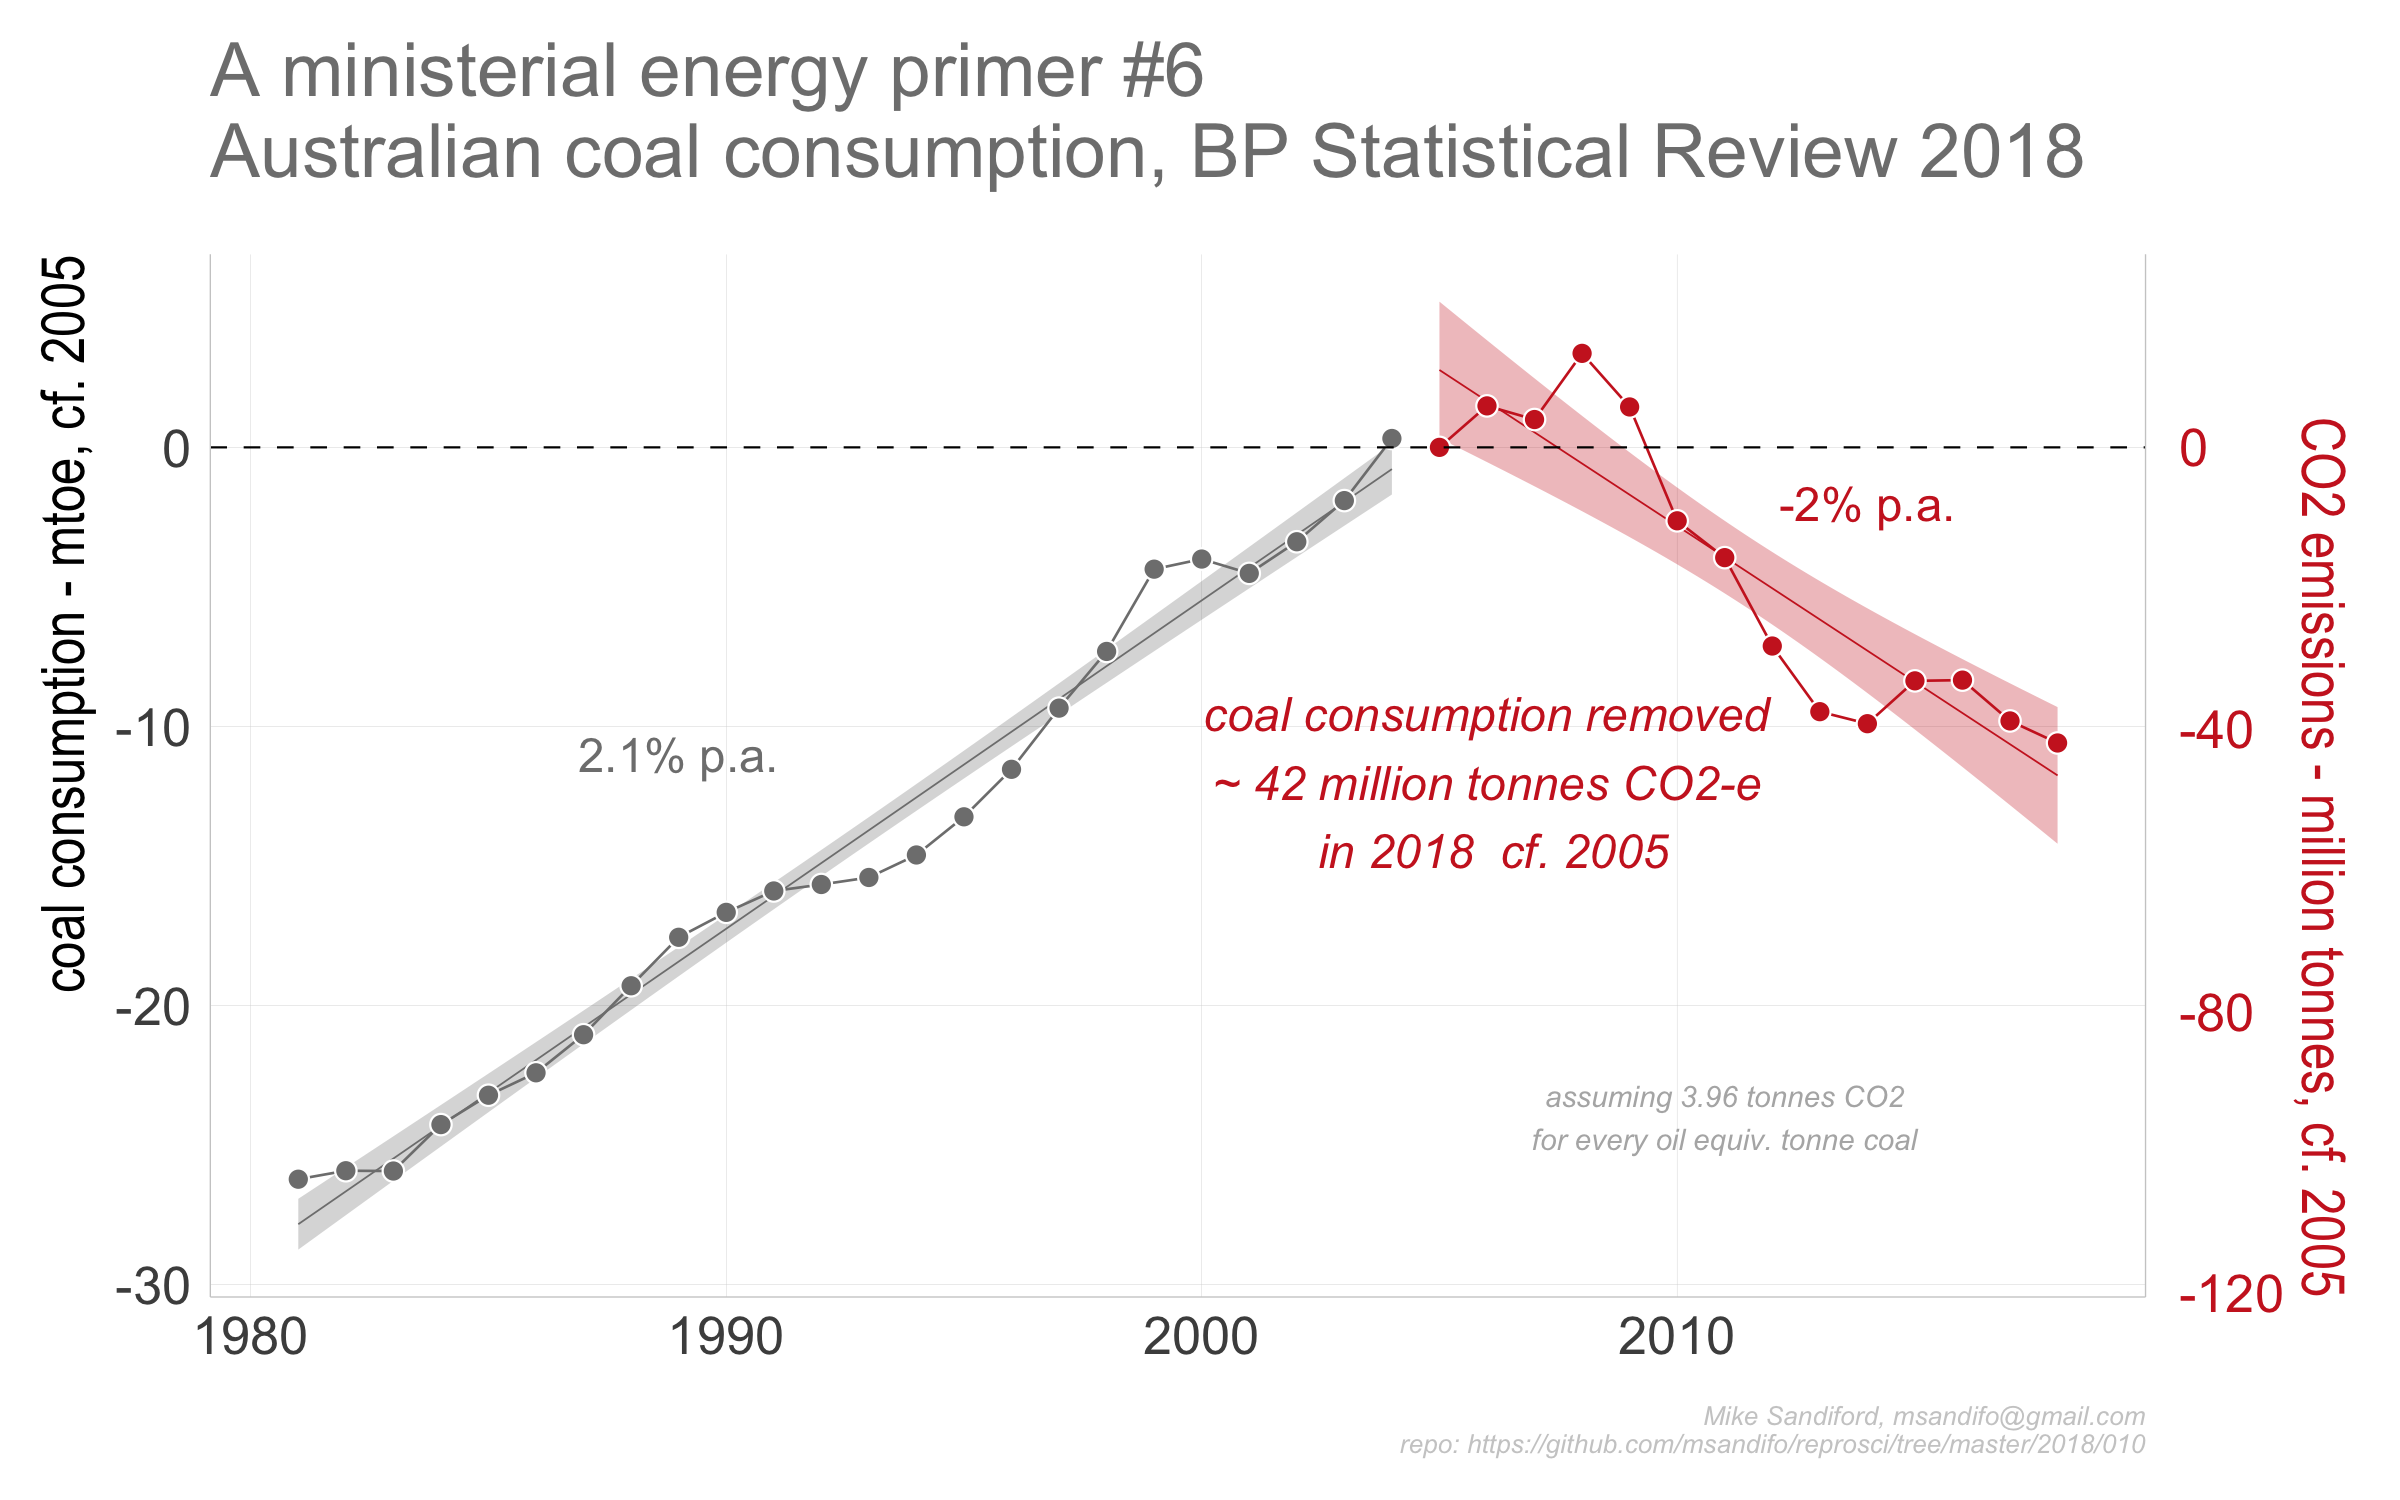 A ministerial energy primer #6
Australian coal consumption, BP Statistical Review 2018
coal consumption - mtoe, cf. 2005
0
-10
-20
-30
1980
1990
2000
2010
2.1% p.a.
-2% p.a.
coal consumption removed
~ 42 million tonnes CO2-e
in 2018  cf. 2005
assuming 3.96 tonnes CO2
for every oil equiv. tonne coal
0
-40
-80
-120
CO2 emissions - million tonnes, cf. 2005
Mike Sandiford, msandifo@gmail.com
repo: https://github.com/msandifo/reprosci/tree/master/2018/010